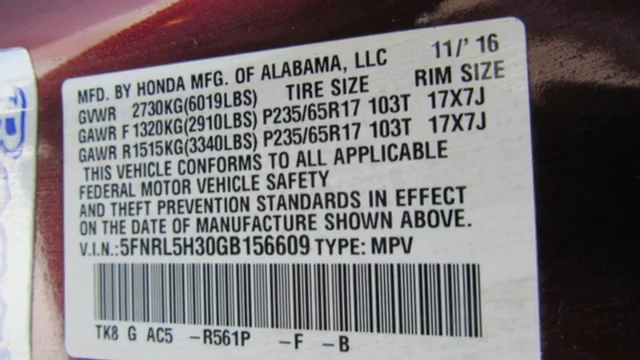 MFD. BY HONDA MFG. OF ALABAMA, LLC 11/' 16
GVWR 2730KG(6019LBS) TIRE SIZE RIM SIZE
GAWR F 1320KG(2910LBS) P235/65R17 103T 17X7J
GAWR R1515KG(3340LBS) P235/65R17 103T 17X7J
THIS VEHICLE CONFORMS TO ALL APPLICABLE
FEDERAL MOTOR VEHICLE SAFETY
AND THEFT PREVENTION STANDARDS IN EFFECT
ON THE DATE OF MANUFACTURE SHOWN ABOVE.
V.I.N.:5FNRL5H30GB156609 TYPE: MPV
TK8 G AC5 -R561P -F -B